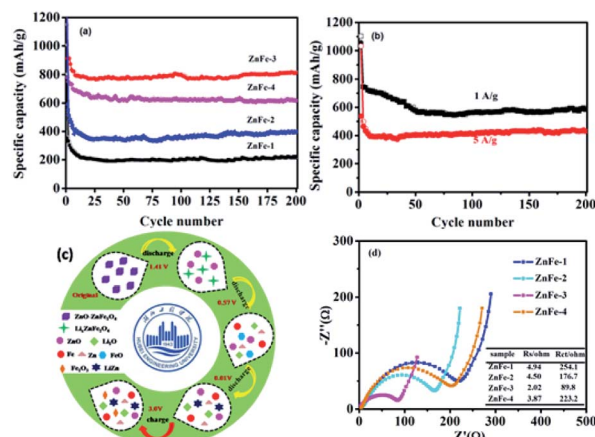 (a)
ZnFe-3
ZnFe-4
ZnFe-2
ZnFe-1
Specific capacity (mAh/g)
1200
1000
800
600
400
200
0
0 25 50 75 100 125 150 175 200
Cycle number
(b)
1 A/g
5 A/g
Specific capacity (mAh/g)
1200
1000
800
600
400
200
0
0 50 100 150 200
Cycle number
(c)
discharge
1.41 V
Original
discharge
0.57 V
discharge
0.01V
3.0V
charge
ZnO-ZnFe₂O₄
ZnO Li₂O
Fe Zn FeO
Fe₂O₃ LiZn
HUBEI ENGINEERING UNIVERSITY
(d)
ZnFe-1
ZnFe-2
ZnFe-3
ZnFe-4
sample Rs/ohm Rct/ohm
ZnFe-1 4.94 254.1
ZnFe-2 4.50 176.7
ZnFe-3 2.02 89.8
ZnFe-4 3.87 223.2
-Z''(Ω)
300
200
100
0
0 100 200 300 400 500
Z'(Ω)